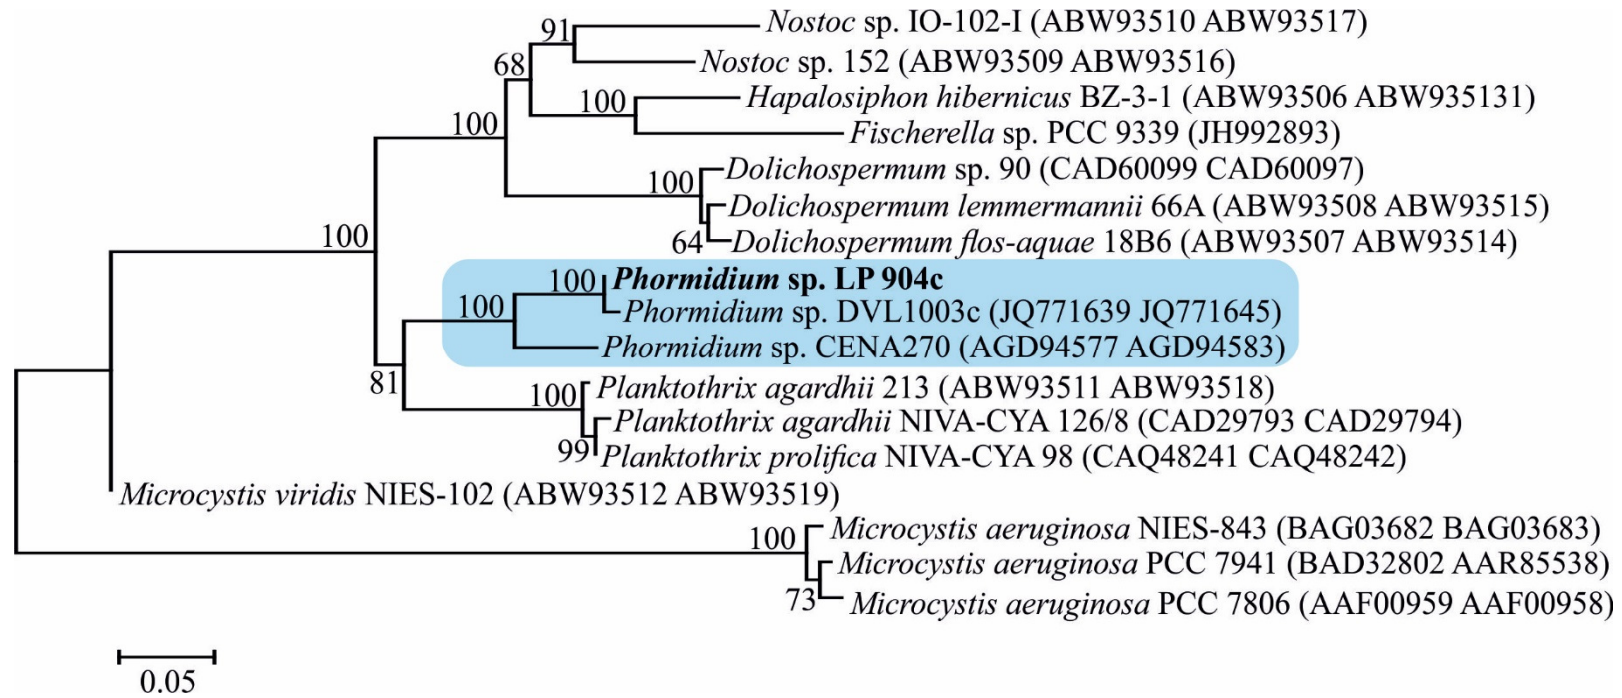 Nostoc sp. IO-102-I (ABW93510 ABW93517)
91
Nostoc sp. 152 (ABW93509 ABW93516)
68
Hapalosiphon hibernicus BZ-3-1 (ABW93506 ABW935131)
100
Fischerella sp. PCC 9339 (JH992893)
100
Dolichospermum sp. 90 (CAD60099 CAD60097)
100
Dolichospermum lemmermannii 66A (ABW93508 ABW93515)
Dolichospermum flos-aquae 18B6 (ABW93507 ABW93514)
64
100
Phormidium sp. LP 904c
100
Phormidium sp. DVL1003c (JQ771639 JQ771645)
100
Phormidium sp. CENA270 (AGD94577 AGD94583)
81
Planktothrix agardhii 213 (ABW93511 ABW93518)
100
Planktothrix agardhii NIVA-CYA 126/8 (CAD29793 CAD29794)
99
Planktothrix prolifica NIVA-CYA 98 (CAQ48241 CAQ48242)
Microcystis viridis NIES-102 (ABW93512 ABW93519)
Microcystis aeruginosa NIES-843 (BAG03682 BAG03683)
100
Microcystis aeruginosa PCC 7941 (BAD32802 AAR85538)
73
Microcystis aeruginosa PCC 7806 (AAF00959 AAF00958)
0.05